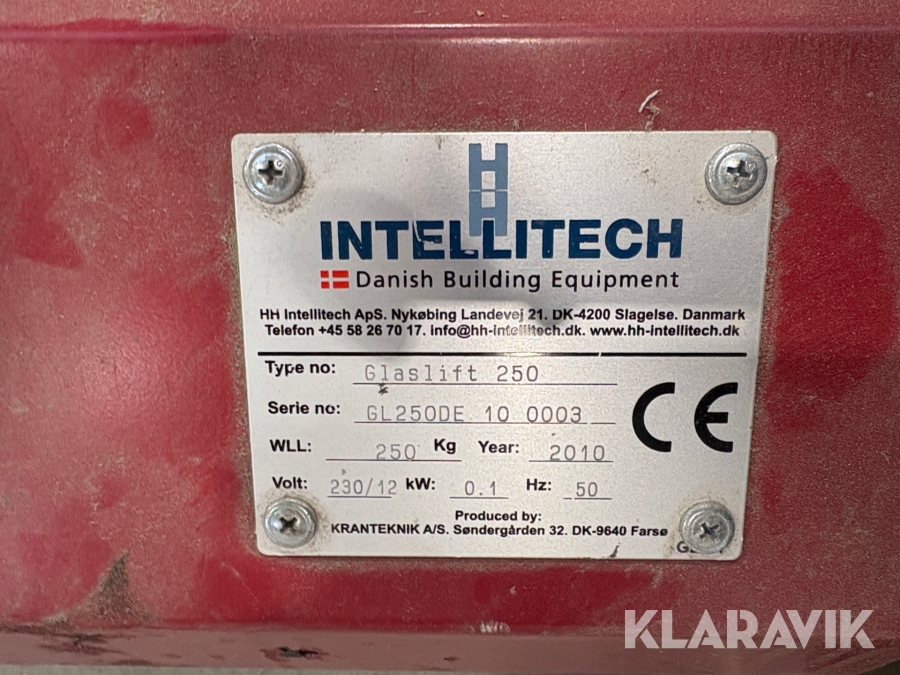 HH
INTELLITECH
Danish Building Equipment
HH Intellitech ApS. Nykøbing Landevej 21. DK-4200 Slagelse. Danmark
Telefon +45 58 26 70 17. info@hh-intellitech.dk. www.hh-intellitech.dk
Type no: Glaslift 250
Serie no: GL250DE 10 0003
CE
WLL: 250 Kg Year: 2010
Volt: 230/12 kW: 0.1 Hz: 50
Produced by:
KRANTEKNIK A/S. Søndergården 32. DK-9640 Farsø
KLARAVIK